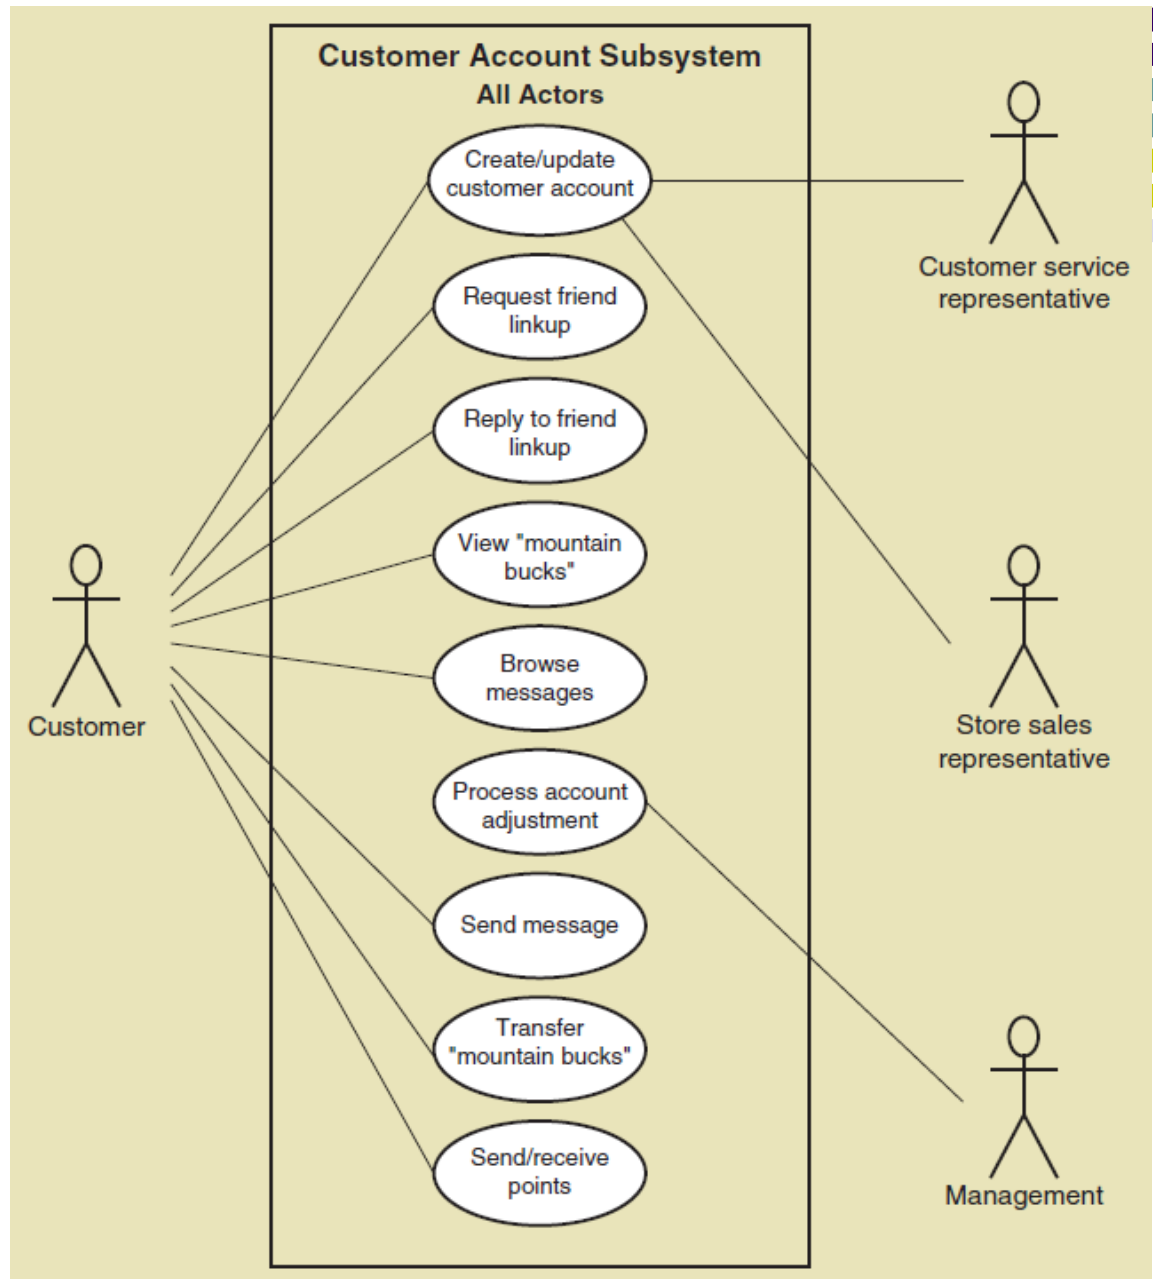 Customer Account Subsystem
All Actors
Create/update
customer account
Customer service
representative
Request friend
linkup
Reply to friend
linkup
View "mountain
bucks"
Browse
messages
Customer
Store sales
representative
Process account
adjustment
Send message
Transfer
"mountain bucks"
Send/receive
points
Management